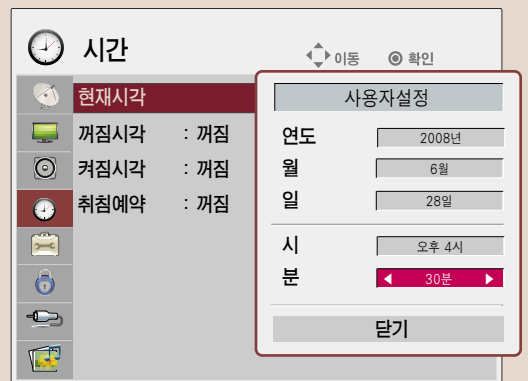 시간
이동 확인
현재시각
꺼짐시각 : 꺼짐
켜짐시각 : 꺼짐
취침예약 : 꺼짐
사용자설정
연도 2008년
월 6월
일 28일
시 오후 4시
분 30분
닫기